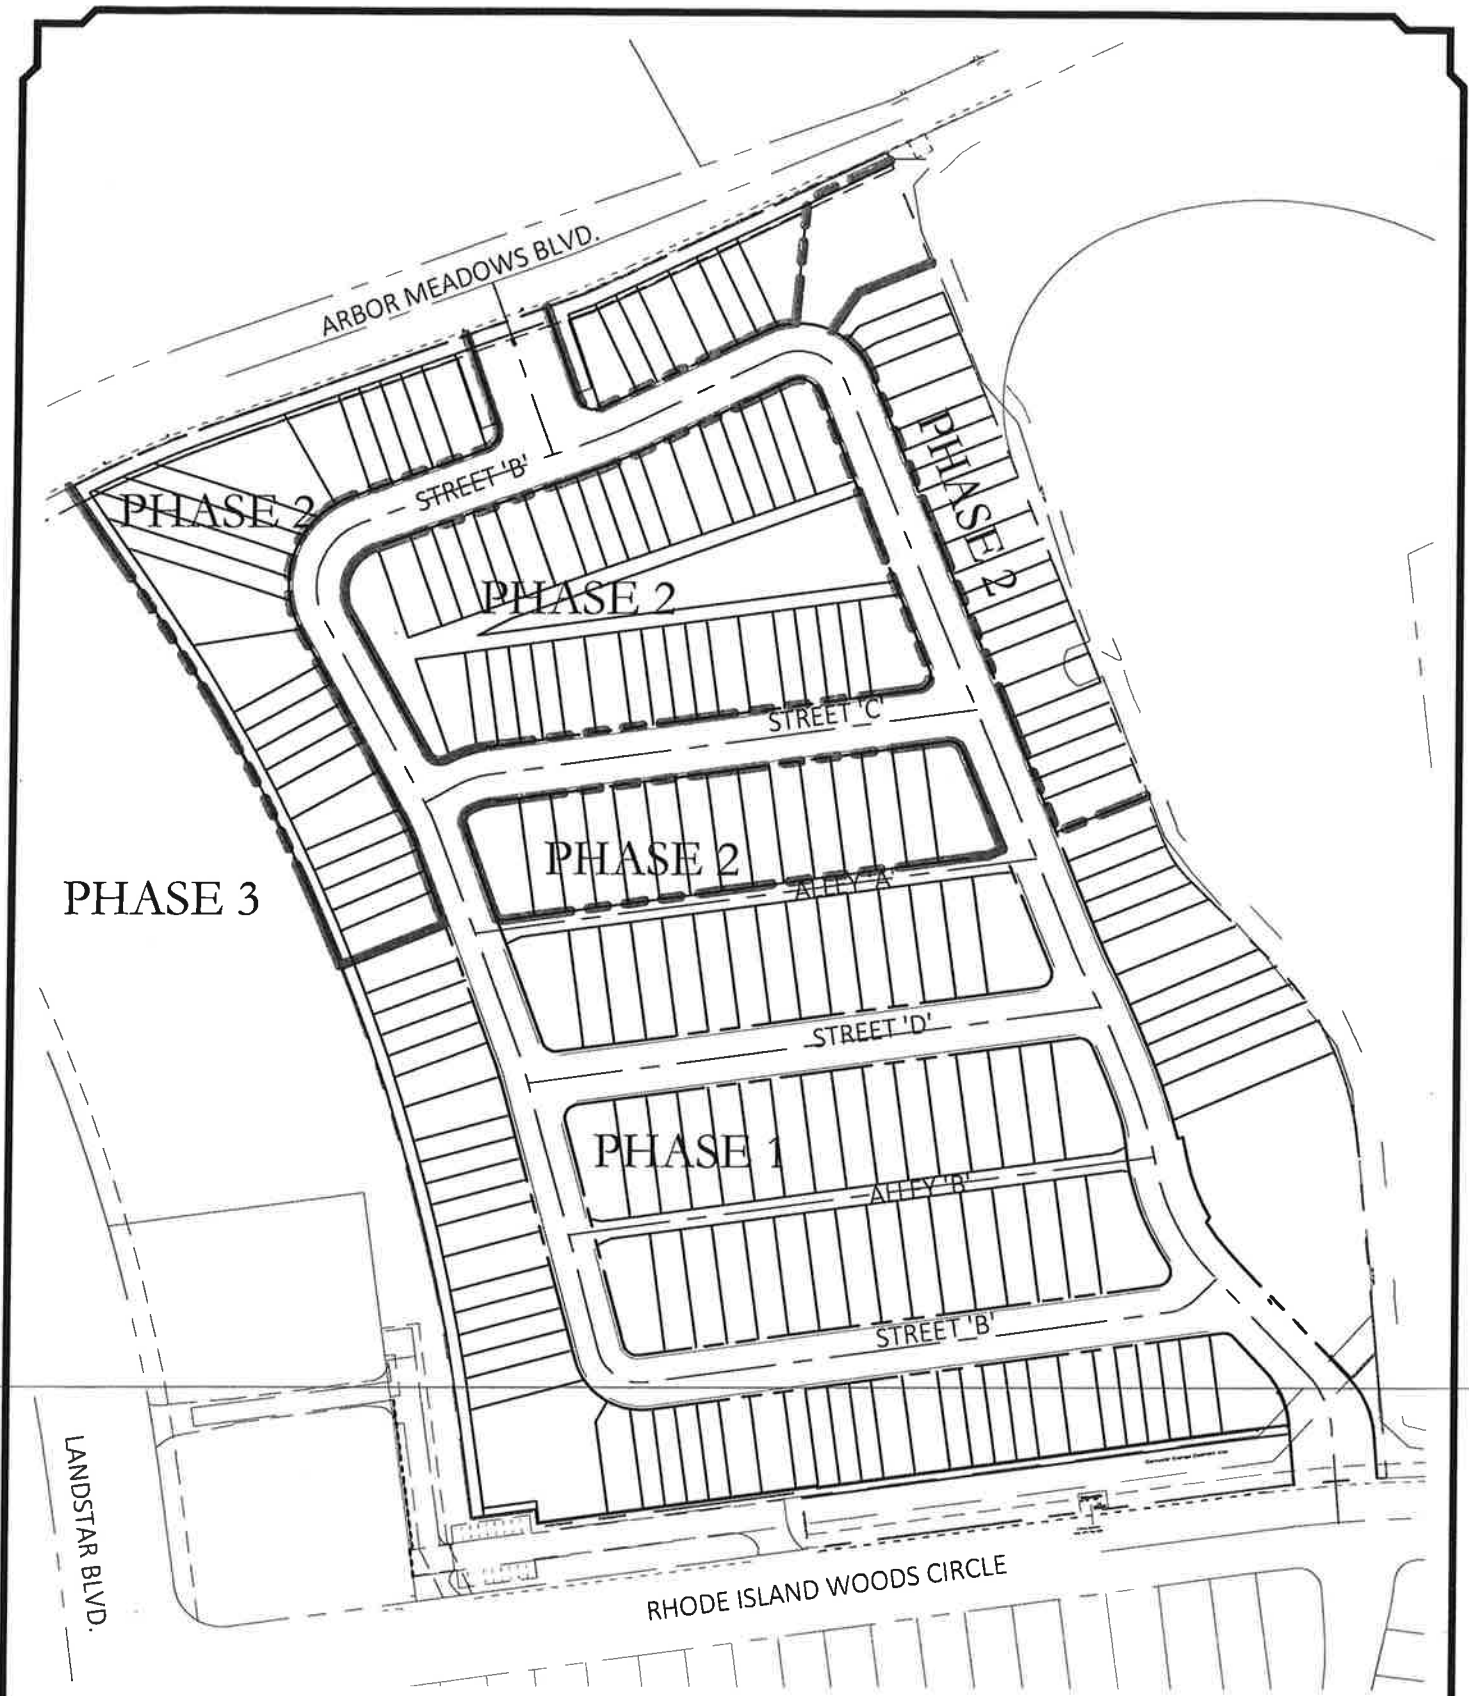 ARBOR MEADOWS BLVD.
PHASE 2
STREET 'B'
PHASE 2
PHASE 2
STREET 'C'
PHASE 2
ALLEY 'A'
PHASE 3
STREET 'D'
PHASE 1
ALLEY 'B'
STREET 'B'
LANDSTAR BLVD.
RHODE ISLAND WOODS CIRCLE